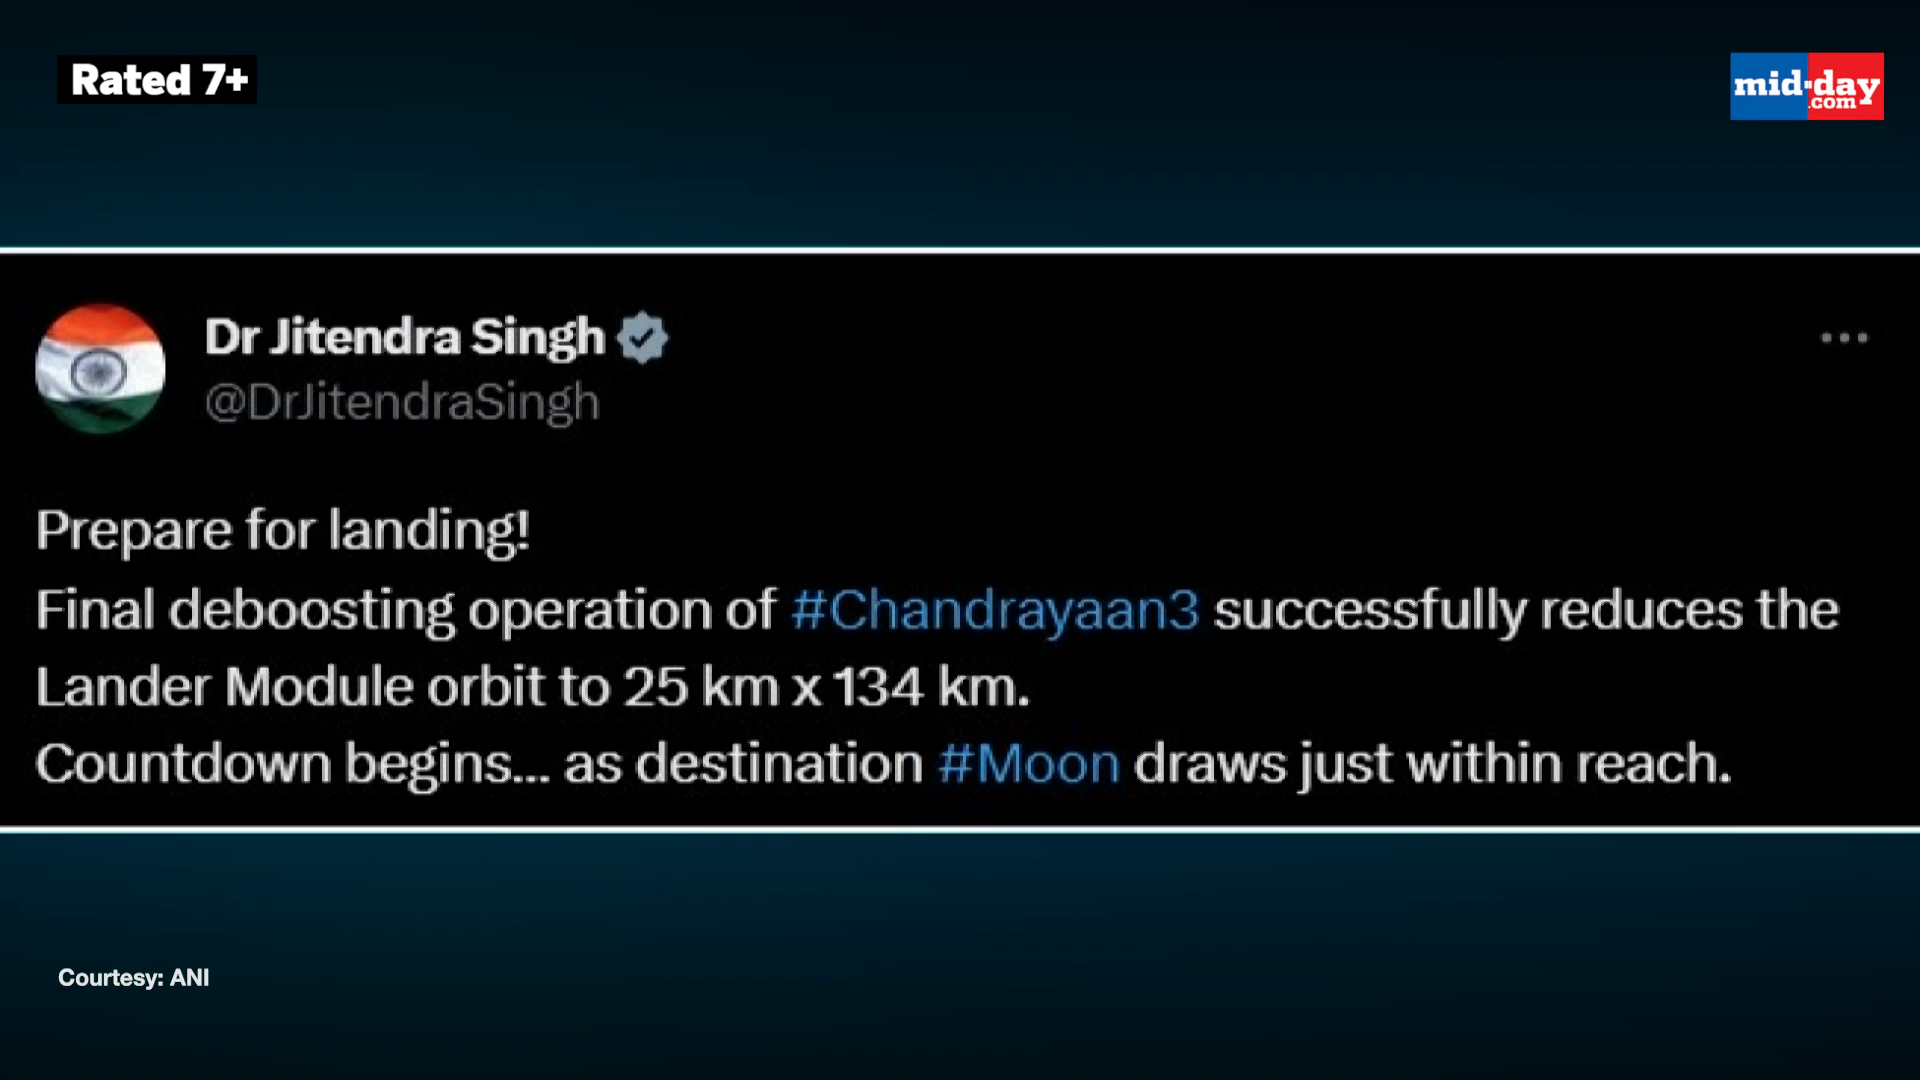 Rated 7+
mid-day
.com
Dr Jitendra Singh
@DrJitendraSingh
Prepare for landing!
Final deboosting operation of #Chandrayaan3 successfully reduces the
Lander Module orbit to 25 km x 134 km.
Countdown begins... as destination #Moon draws just within reach.
Courtesy: ANI